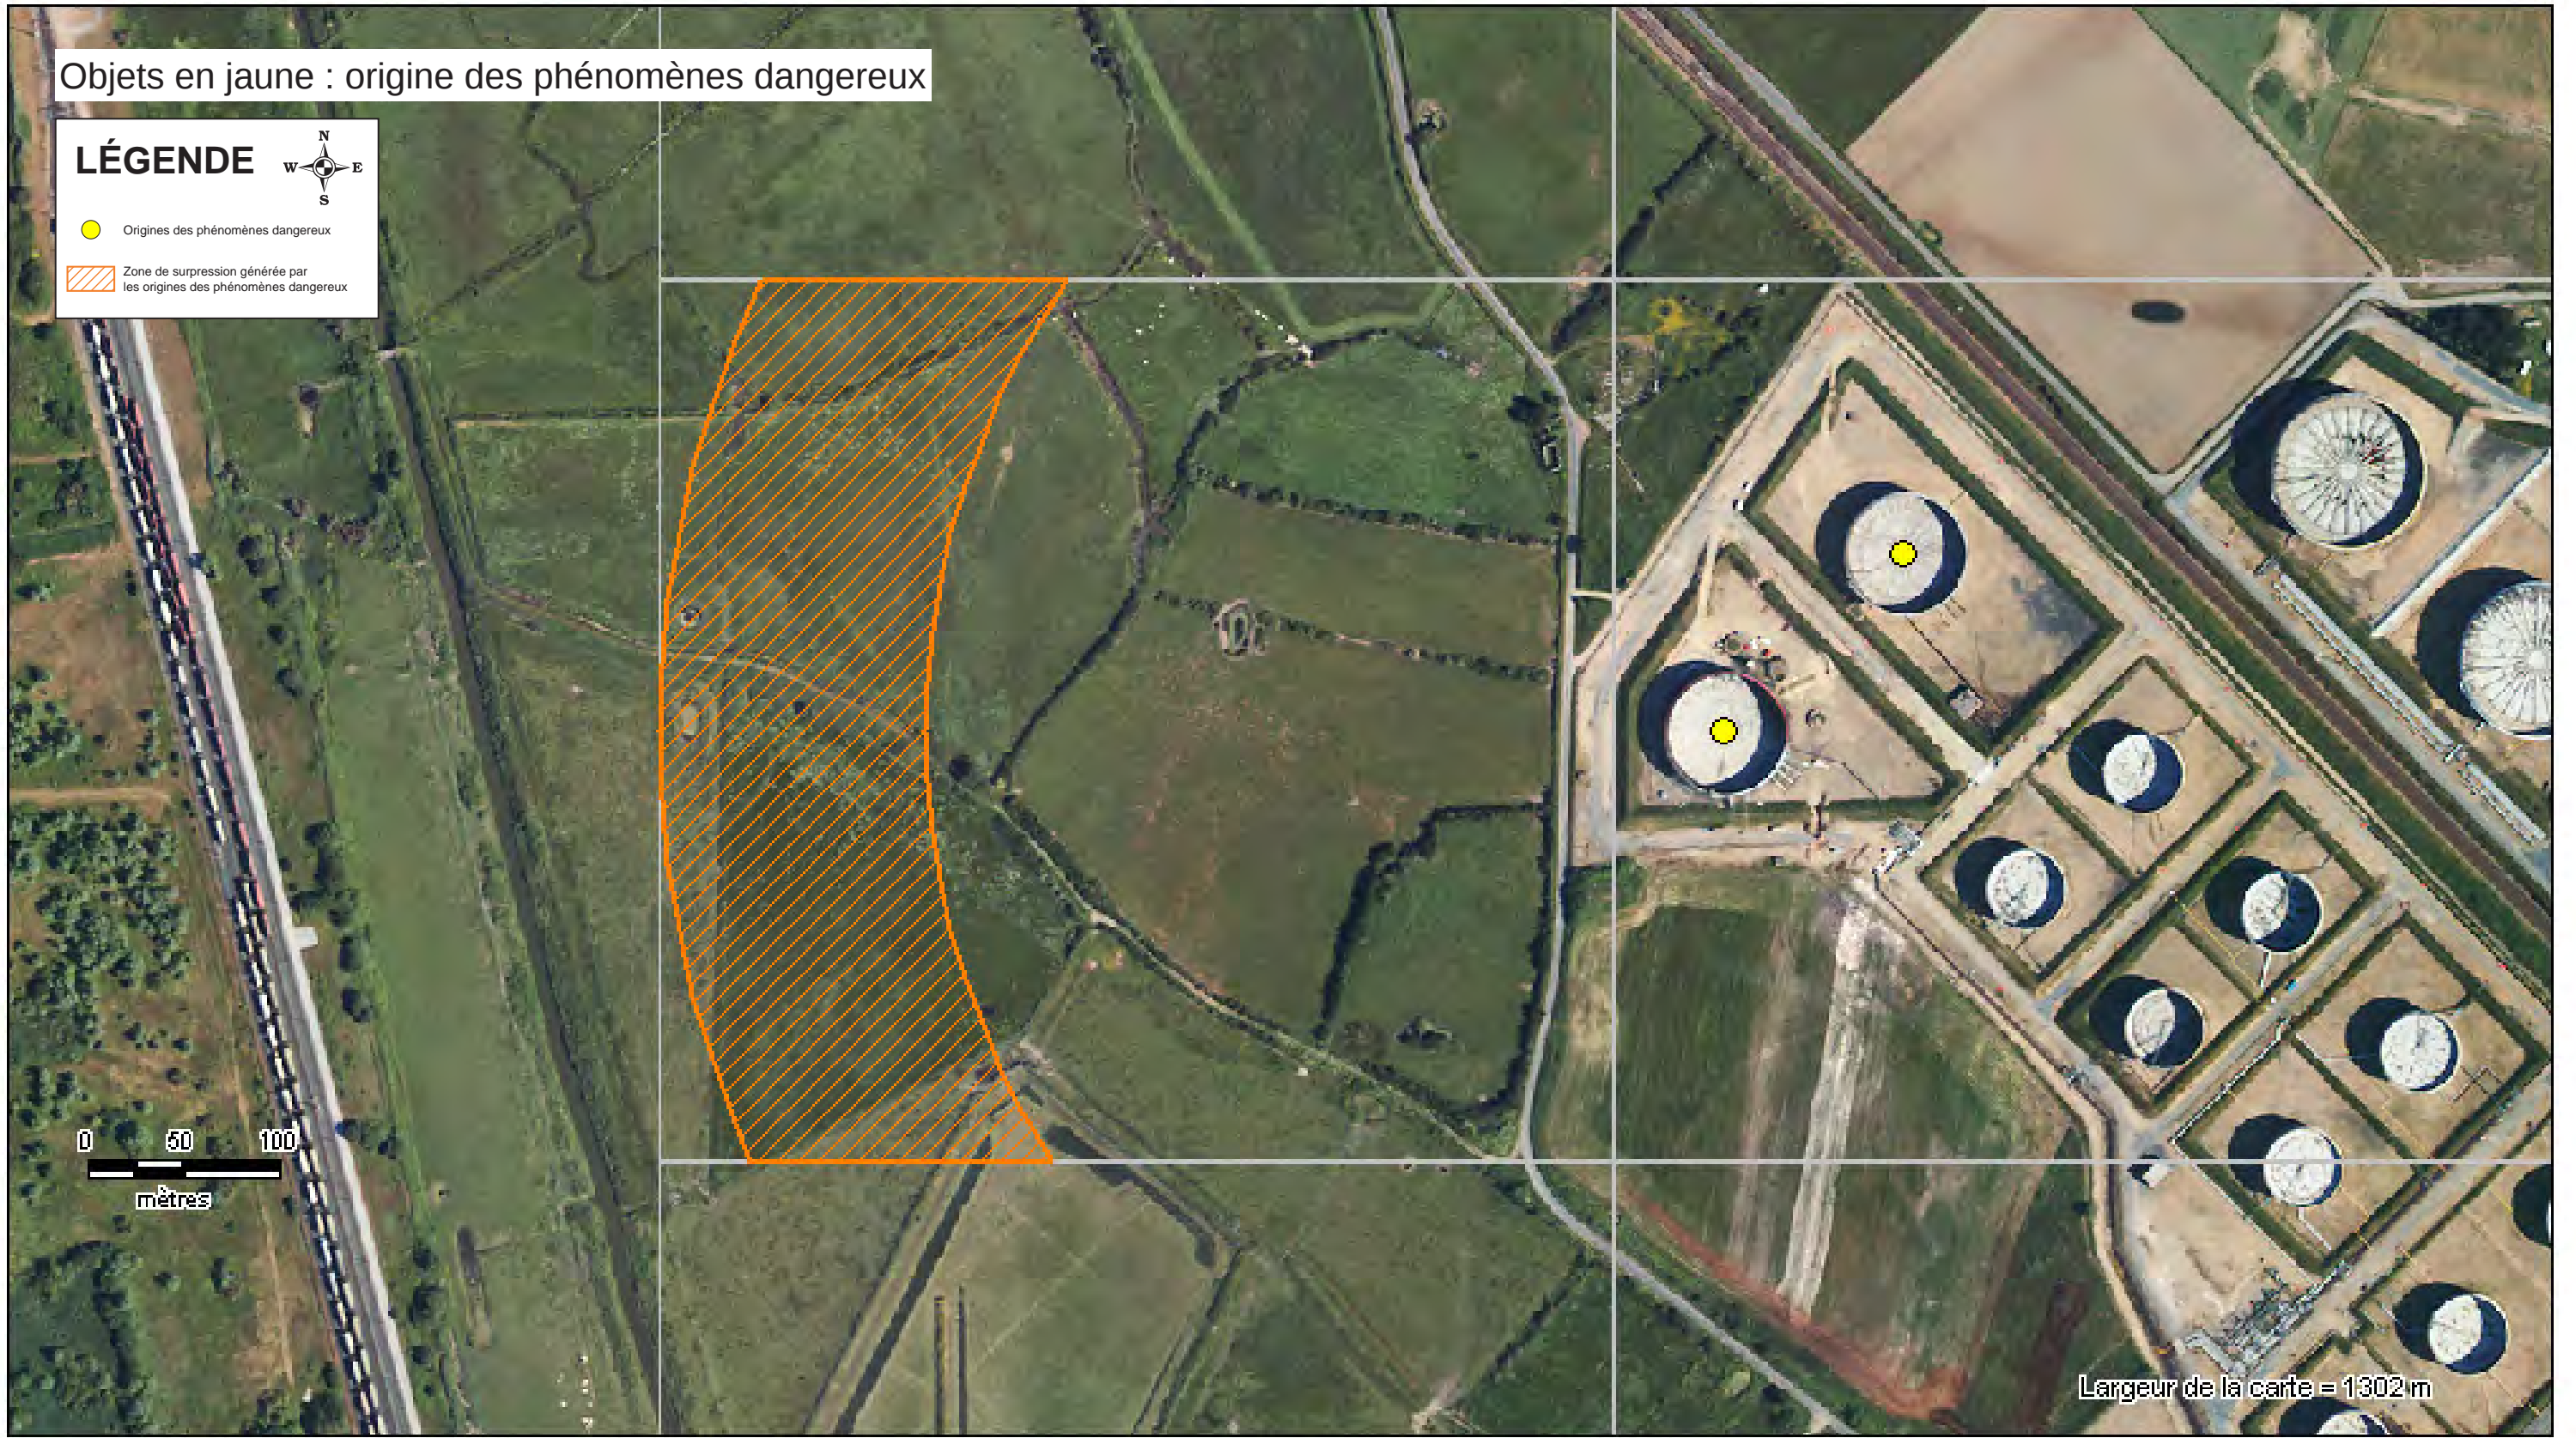 Objets en jaune : origine des phénomènes dangereux
LÉGENDE
N
W E
S
Origines des phénomènes dangereux
Zone de surpression générée par
les origines des phénomènes dangereux
0 50 100
mètres
Largeur de la carte = 1302 m